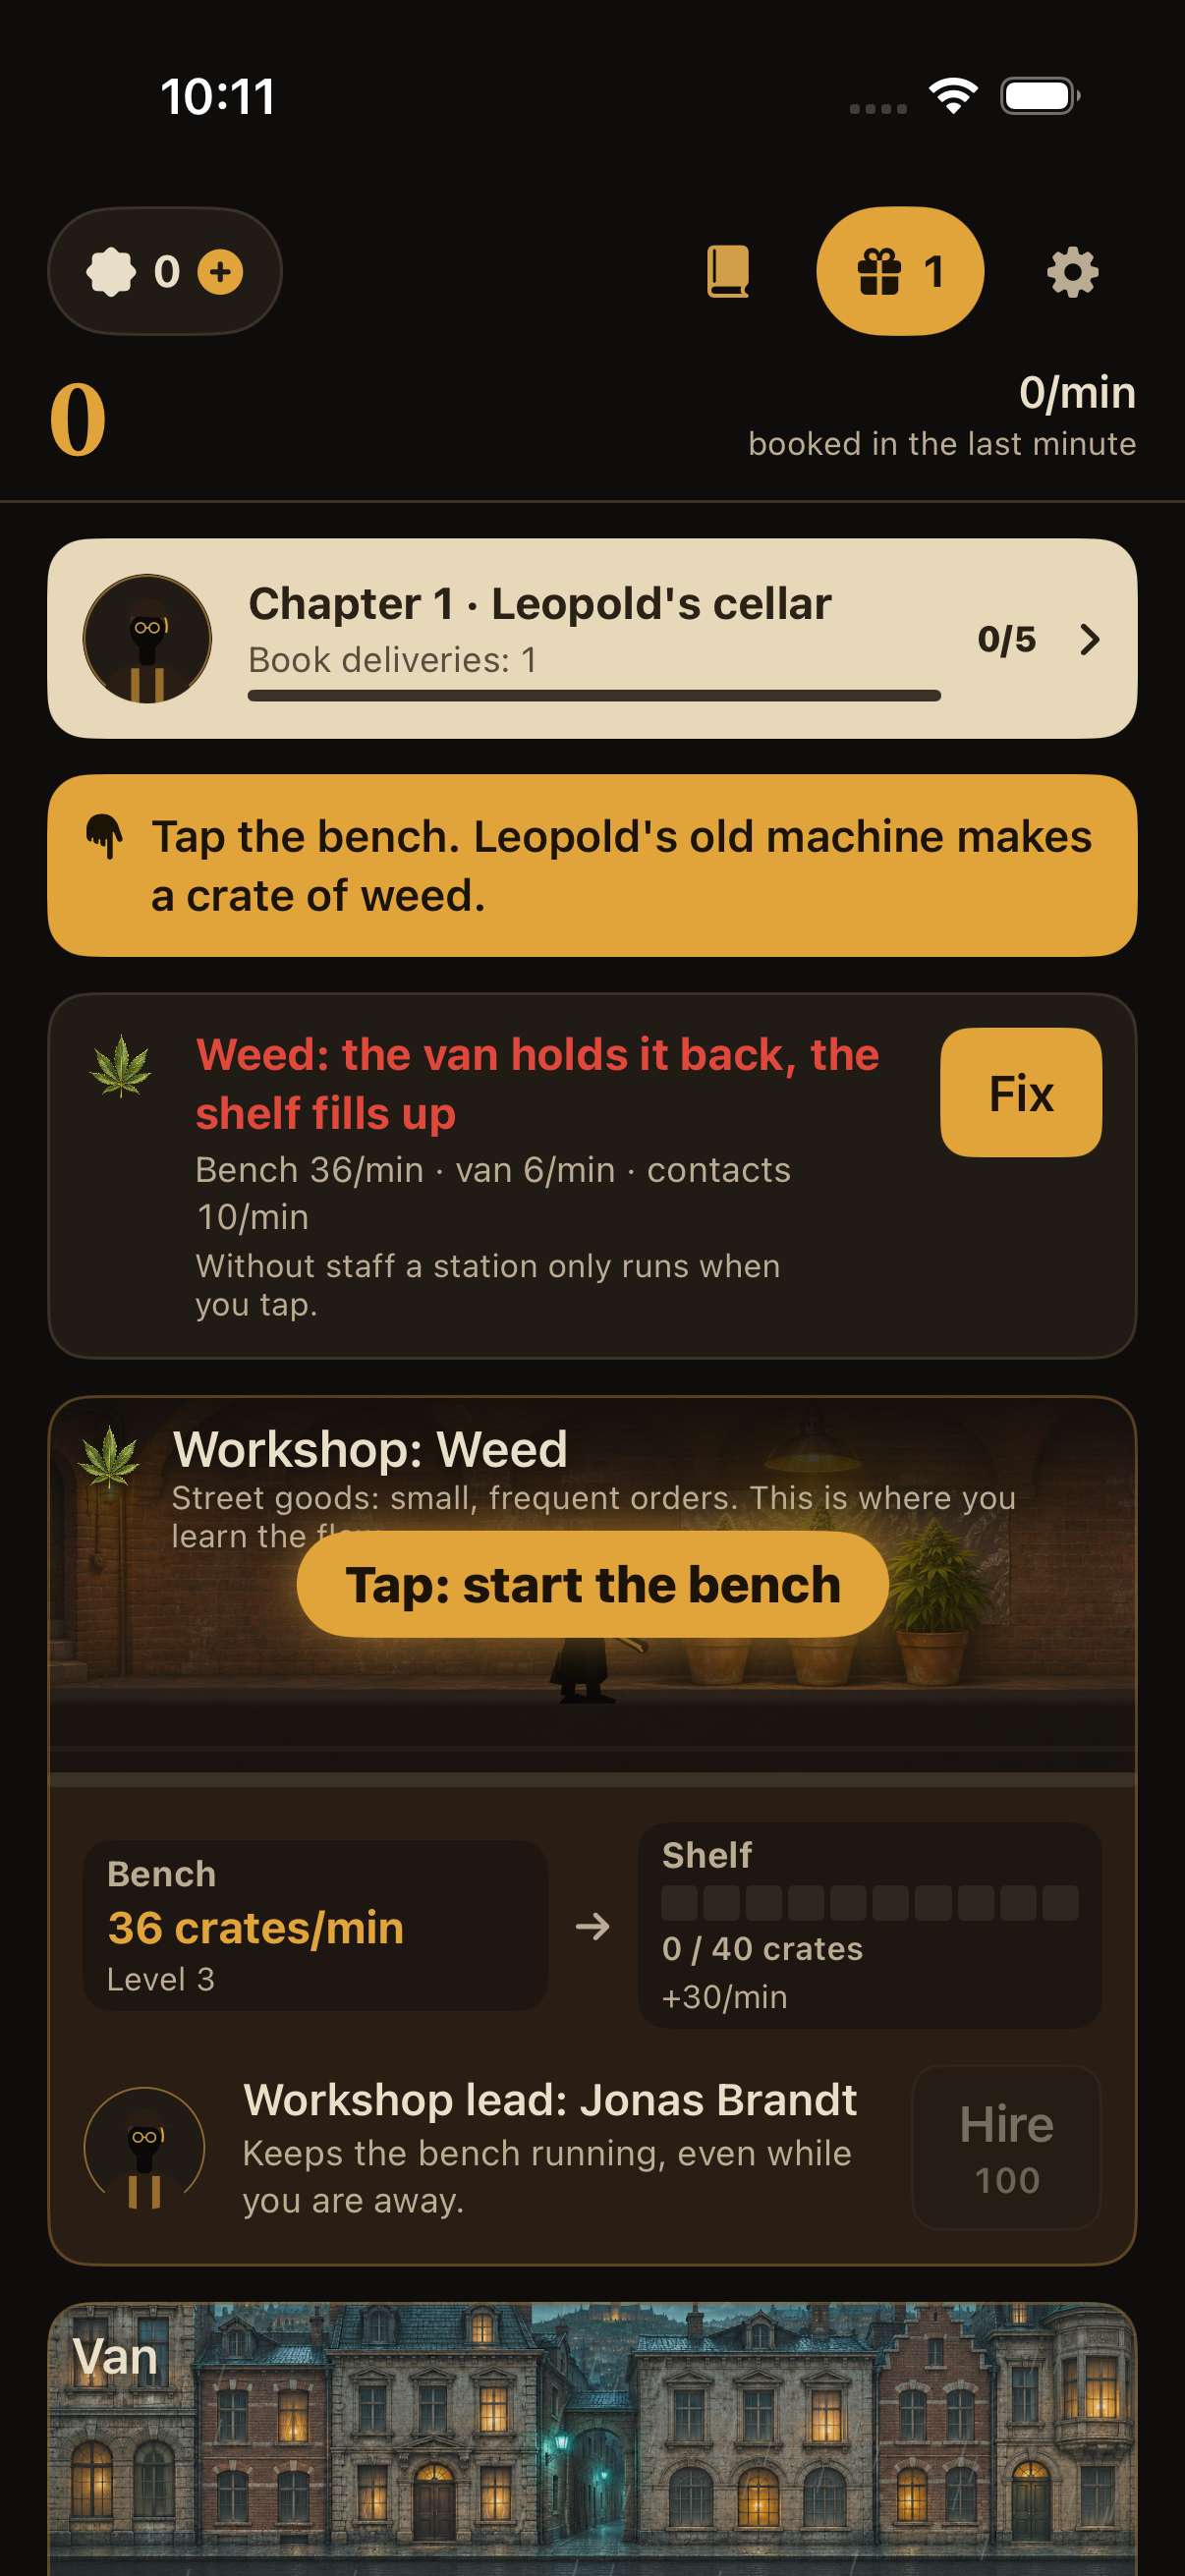 10:11
0
1
0
0/min
booked in the last minute
Chapter 1 · Leopold's cellar
Book deliveries: 1
0/5
Tap the bench. Leopold's old machine makes
a crate of weed.
Weed: the van holds it back, the
shelf fills up
Fix
Bench 36/min · van 6/min · contacts
10/min
Without staff a station only runs when
you tap.
Workshop: Weed
Street goods: small, frequent orders. This is where you
learn the
Tap: start the bench
Bench
36 crates/min
Level 3
Shelf
0 / 40 crates
+30/min
Workshop lead: Jonas Brandt
Keeps the bench running, even while
you are away.
Hire
100
Van